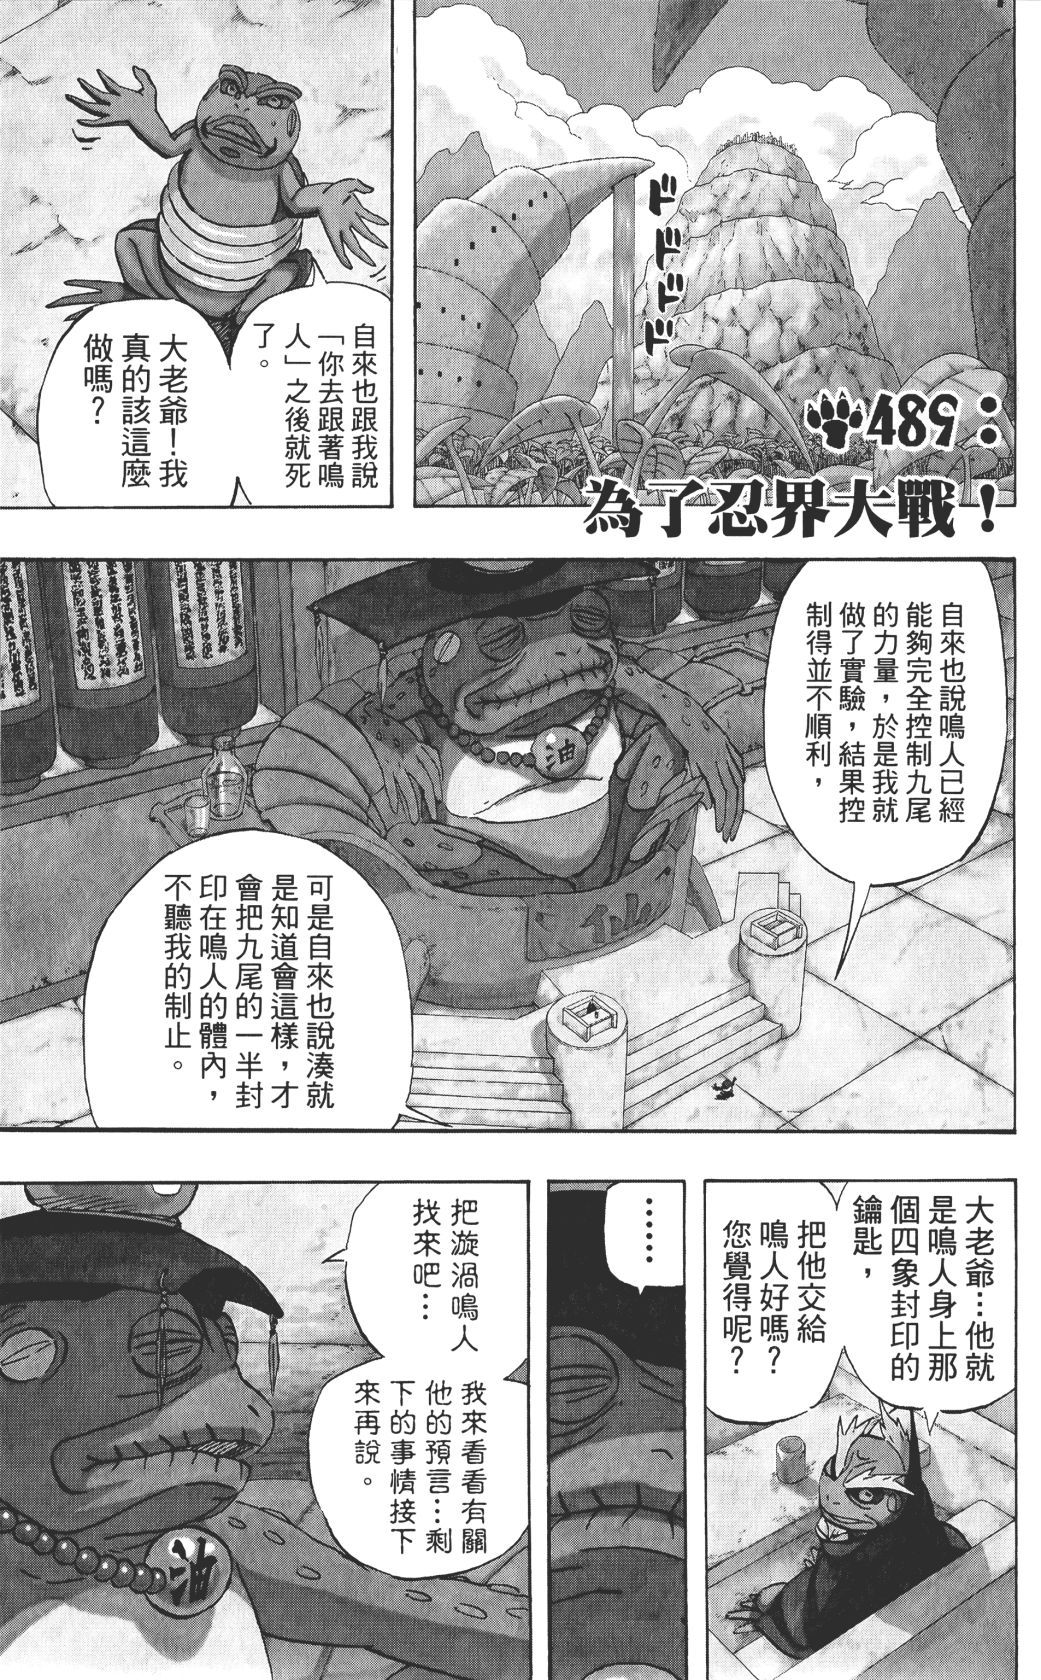 ドドドド
489：
為了忍界大戰！
自來也跟我說
「你去跟著鳴
人」之後就死
了。
大老爺！我
真的該這麼
做嗎？
自來也說鳴人已經
能夠完全控制九尾
的力量，於是我就
做了實驗，結果控
制得並不順利，
油
仙
可是自來也說湊就
是知道會這樣，才
會把九尾的一半封
印在鳴人的體內，
不聽我的制止。
大老爺…他就
是鳴人身上那
個四象封印的
鑰匙，
把他交給
鳴人好嗎？
您覺得呢？
……
把漩渦鳴人
找來吧…
我來看看有關
他的預言…剩
下的事情接下
來再說。
油